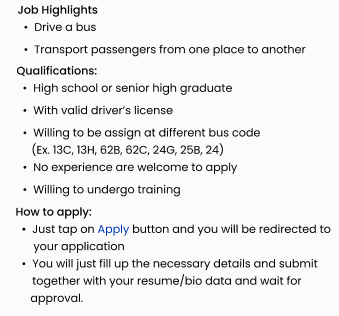 Job Highlights
• Drive a bus
• Transport passengers from one place to another
Qualifications:
• High school or senior high graduate
• With valid driver's license
• Willing to be assign at different bus code
(Ex. 13C, 13H, 62B, 62C, 24G, 25B, 24)
• No experience are welcome to apply
• Willing to undergo training
How to apply:
• Just tap on Apply button and you will be redirected to
your application
• You will just fill up the necessary details and submit
together with your resume/bio data and wait for
approval.